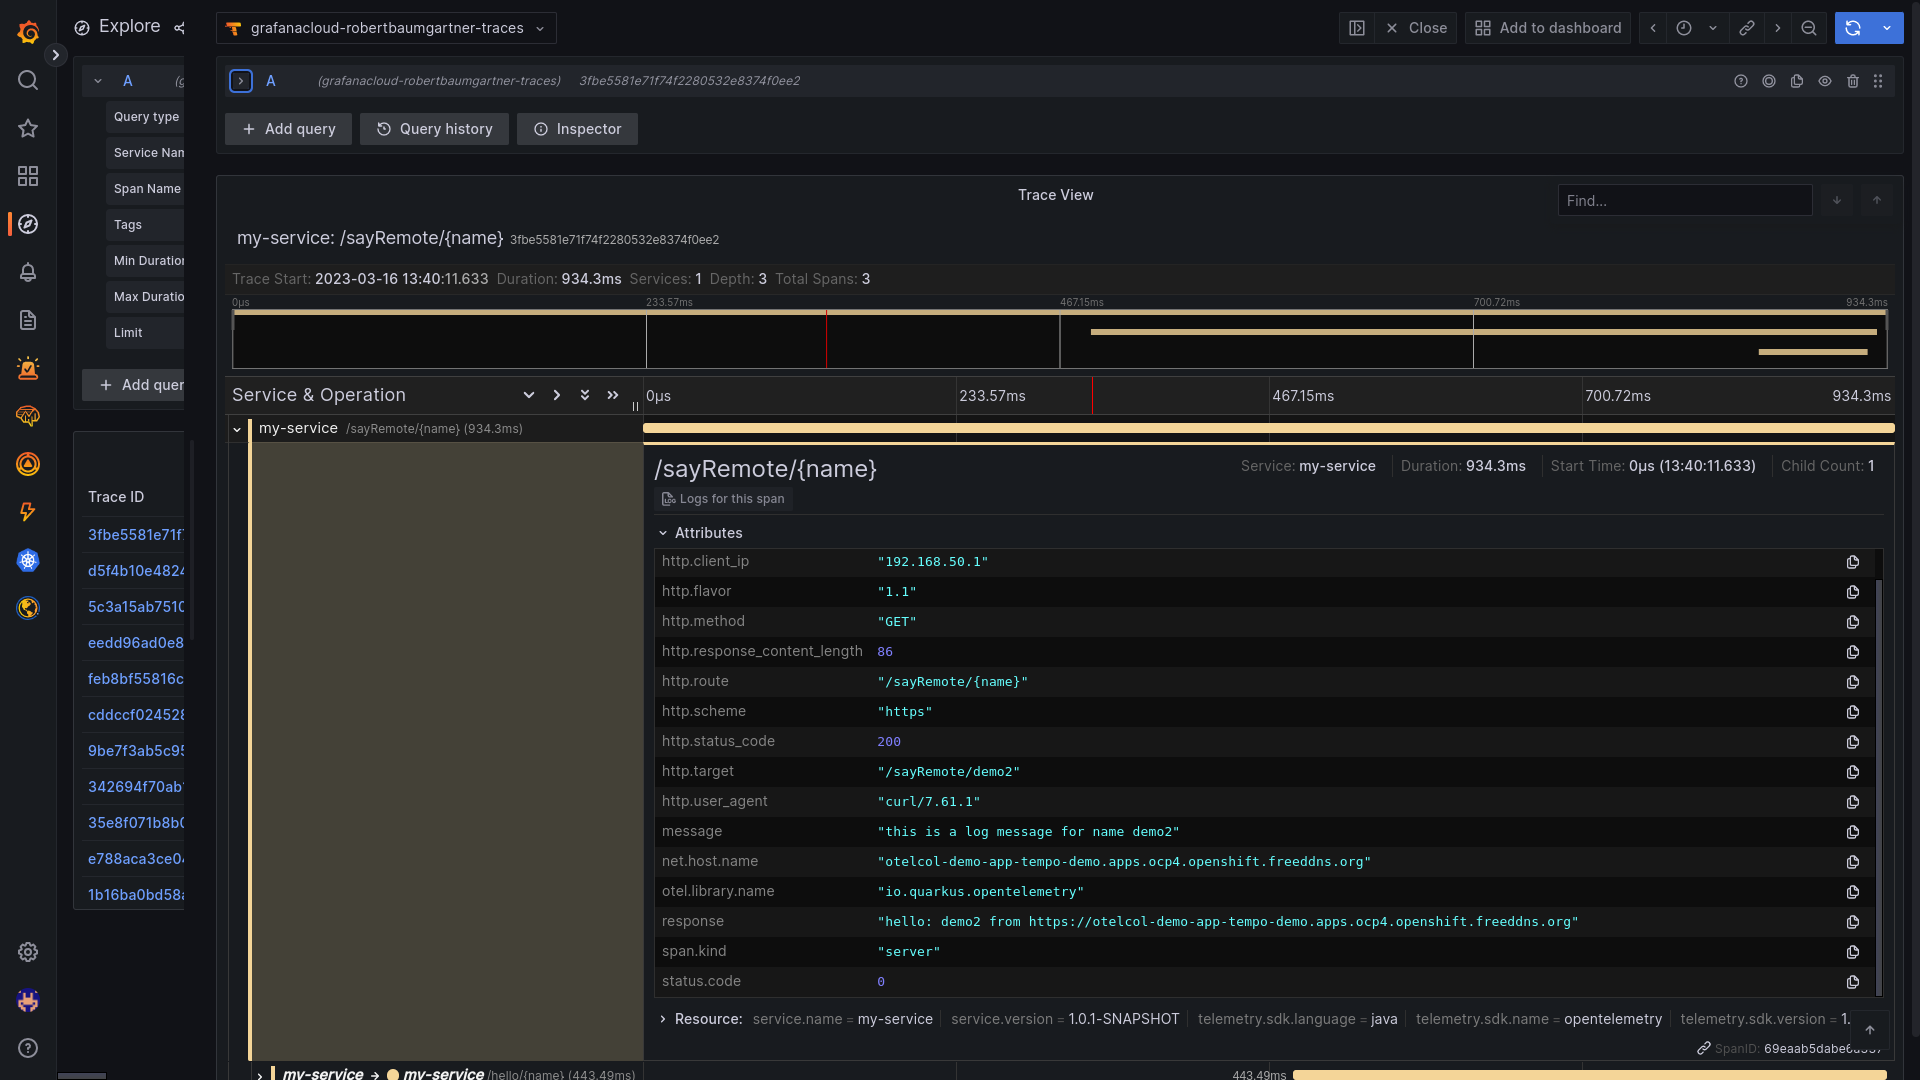 Explore
grafanacloud-robertbaumgartner-traces
Close
Add to dashboard
A
Query type
Service Nam
Span Name
Tags
Min Duration
Max Duratio
Limit
Add quer
Trace ID
3fbe5581e71f7
d5f4b10e4824
5c3a15ab7510
eedd96ad0e8
feb8bf55816c
cddccf024528
9be7f3ab5c95
342694f70ab
35e8f071b8b0
e788aca3ce0
1b16ba0bd58a
A (grafanacloud-robertbaumgartner-traces) 3fbe5581e71f74f2280532e8374f0ee2
Add query
Query history
Inspector
Trace View
Find...
my-service: /sayRemote/{name} 3fbe5581e71f74f2280532e8374f0ee2
Trace Start: 2023-03-16 13:40:11.633 Duration: 934.3ms Services: 1 Depth: 3 Total Spans: 3
0μs 233.57ms 467.15ms 700.72ms 934.3ms
Service & Operation 0μs 233.57ms 467.15ms 700.72ms 934.3ms
my-service /sayRemote/{name} (934.3ms)
/sayRemote/{name} Service: my-service Duration: 934.3ms Start Time: 0μs (13:40:11.633) Child Count: 1
Logs for this span
Attributes
http.client_ip "192.168.50.1"
http.flavor "1.1"
http.method "GET"
http.response_content_length 86
http.route "/sayRemote/{name}"
http.scheme "https"
http.status_code 200
http.target "/sayRemote/demo2"
http.user_agent "curl/7.61.1"
message "this is a log message for name demo2"
net.host.name "otelcol-demo-app-tempo-demo.apps.ocp4.openshift.freeddns.org"
otel.library.name "io.quarkus.opentelemetry"
response "hello: demo2 from https://otelcol-demo-app-tempo-demo.apps.ocp4.openshift.freeddns.org"
span.kind "server"
status.code 0
Resource: service.name = my-service service.version = 1.0.1-SNAPSHOT telemetry.sdk.language = java telemetry.sdk.name = opentelemetry telemetry.sdk.version = 1.
SpanID:
my-service → my-service /hello/{name} (443.49ms) 443.49ms